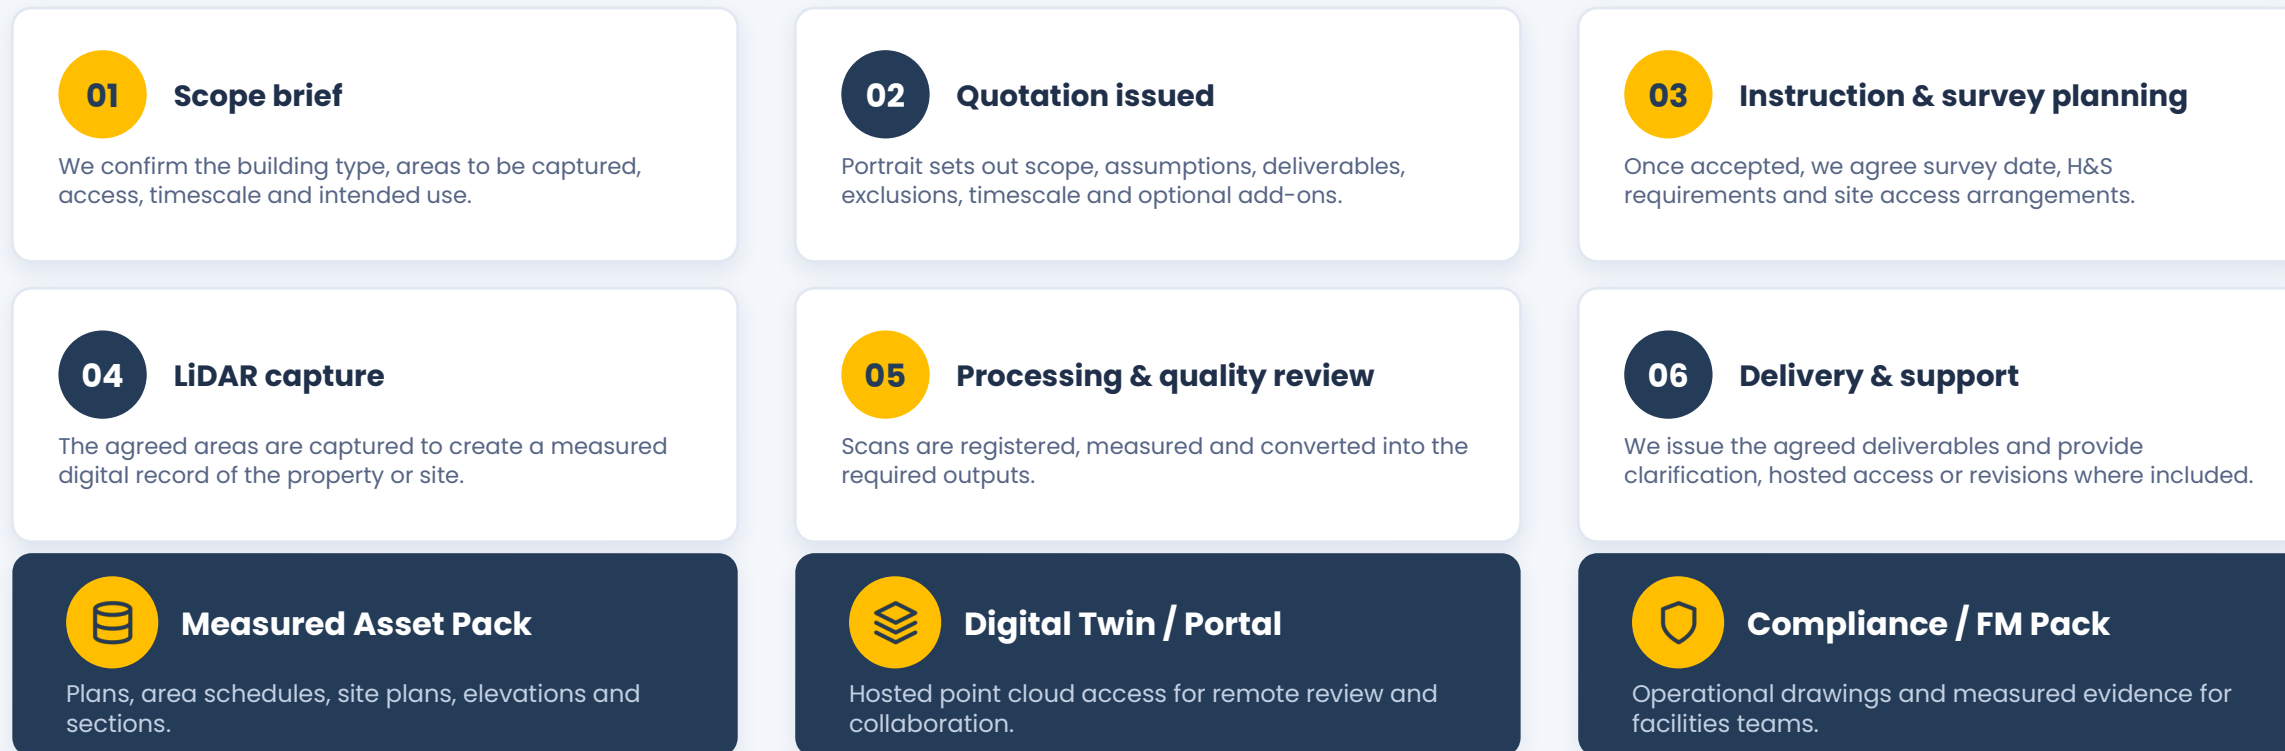 01 Scope brief
We confirm the building type, areas to be captured,
access, timescale and intended use.
02 Quotation issued
Portrait sets out scope, assumptions, deliverables,
exclusions, timescale and optional add-ons.
03 Instruction & survey planning
Once accepted, we agree survey date, H&S
requirements and site access arrangements.
04 LiDAR capture
The agreed areas are captured to create a measured
digital record of the property or site.
05 Processing & quality review
Scans are registered, measured and converted into the
required outputs.
06 Delivery & support
We issue the agreed deliverables and provide
clarification, hosted access or revisions where included.
Measured Asset Pack
Plans, area schedules, site plans, elevations and
sections.
Digital Twin / Portal
Hosted point cloud access for remote review and
collaboration.
Compliance / FM Pack
Operational drawings and measured evidence for
facilities teams.